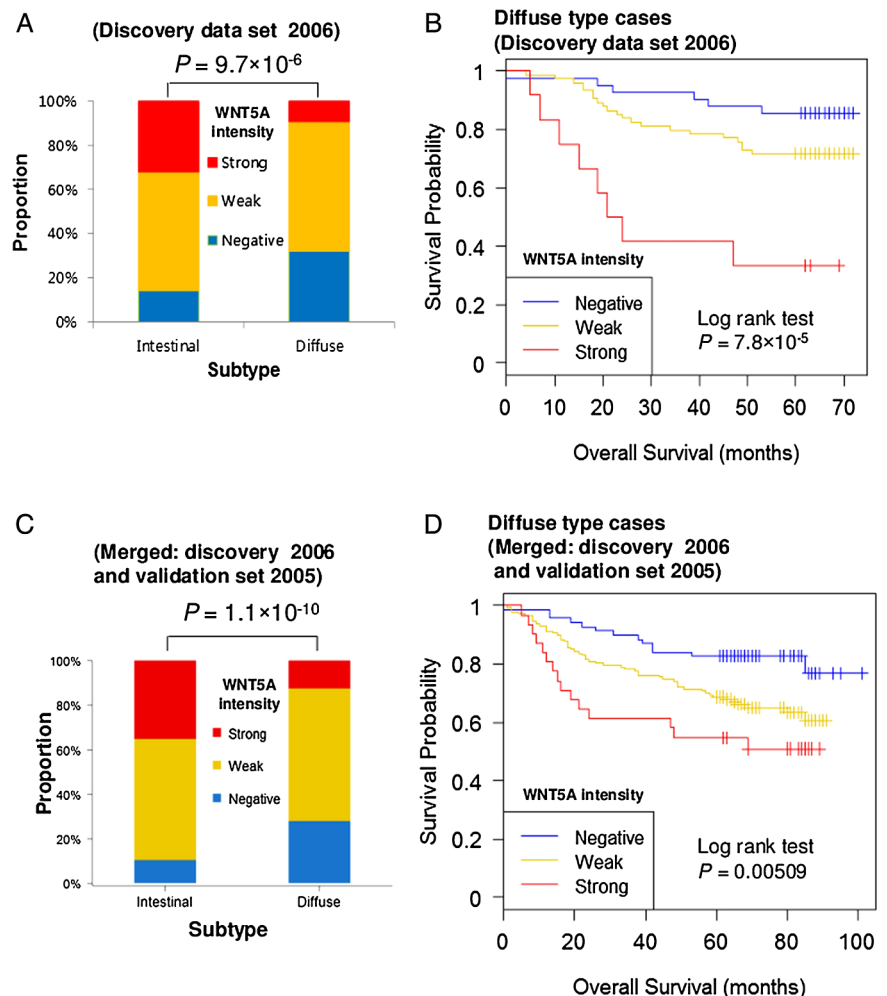 A
(Discovery data set 2006)
P = 9.7×10-6
100%
80%
60%
40%
20%
0%
Proportion
WNT5A
intensity
Strong
Weak
Negative
Intestinal Diffuse
Subtype
B
Diffuse type cases
(Discovery data set 2006)
1
0.8
0.6
0.4
0.2
0
Survival Probability
WNT5A intensity
Negative
Weak
Strong
Log rank test
P = 7.8×10-5
0 10 20 30 40 50 60 70
Overall Survival (months)
C
(Merged: discovery 2006
and validation set 2005)
P = 1.1×10-10
100%
80%
60%
40%
20%
0%
Proportion
WNT5A
intensity
Strong
Weak
Negative
Intestinal Diffuse
Subtype
D
Diffuse type cases
(Merged: discovery 2006
and validation set 2005)
1
0.8
0.6
0.4
0.2
0
Survival Probability
WNT5A intensity
Negative
Weak
Strong
Log rank test
P = 0.00509
0 20 40 60 80 100
Overall Survival (months)